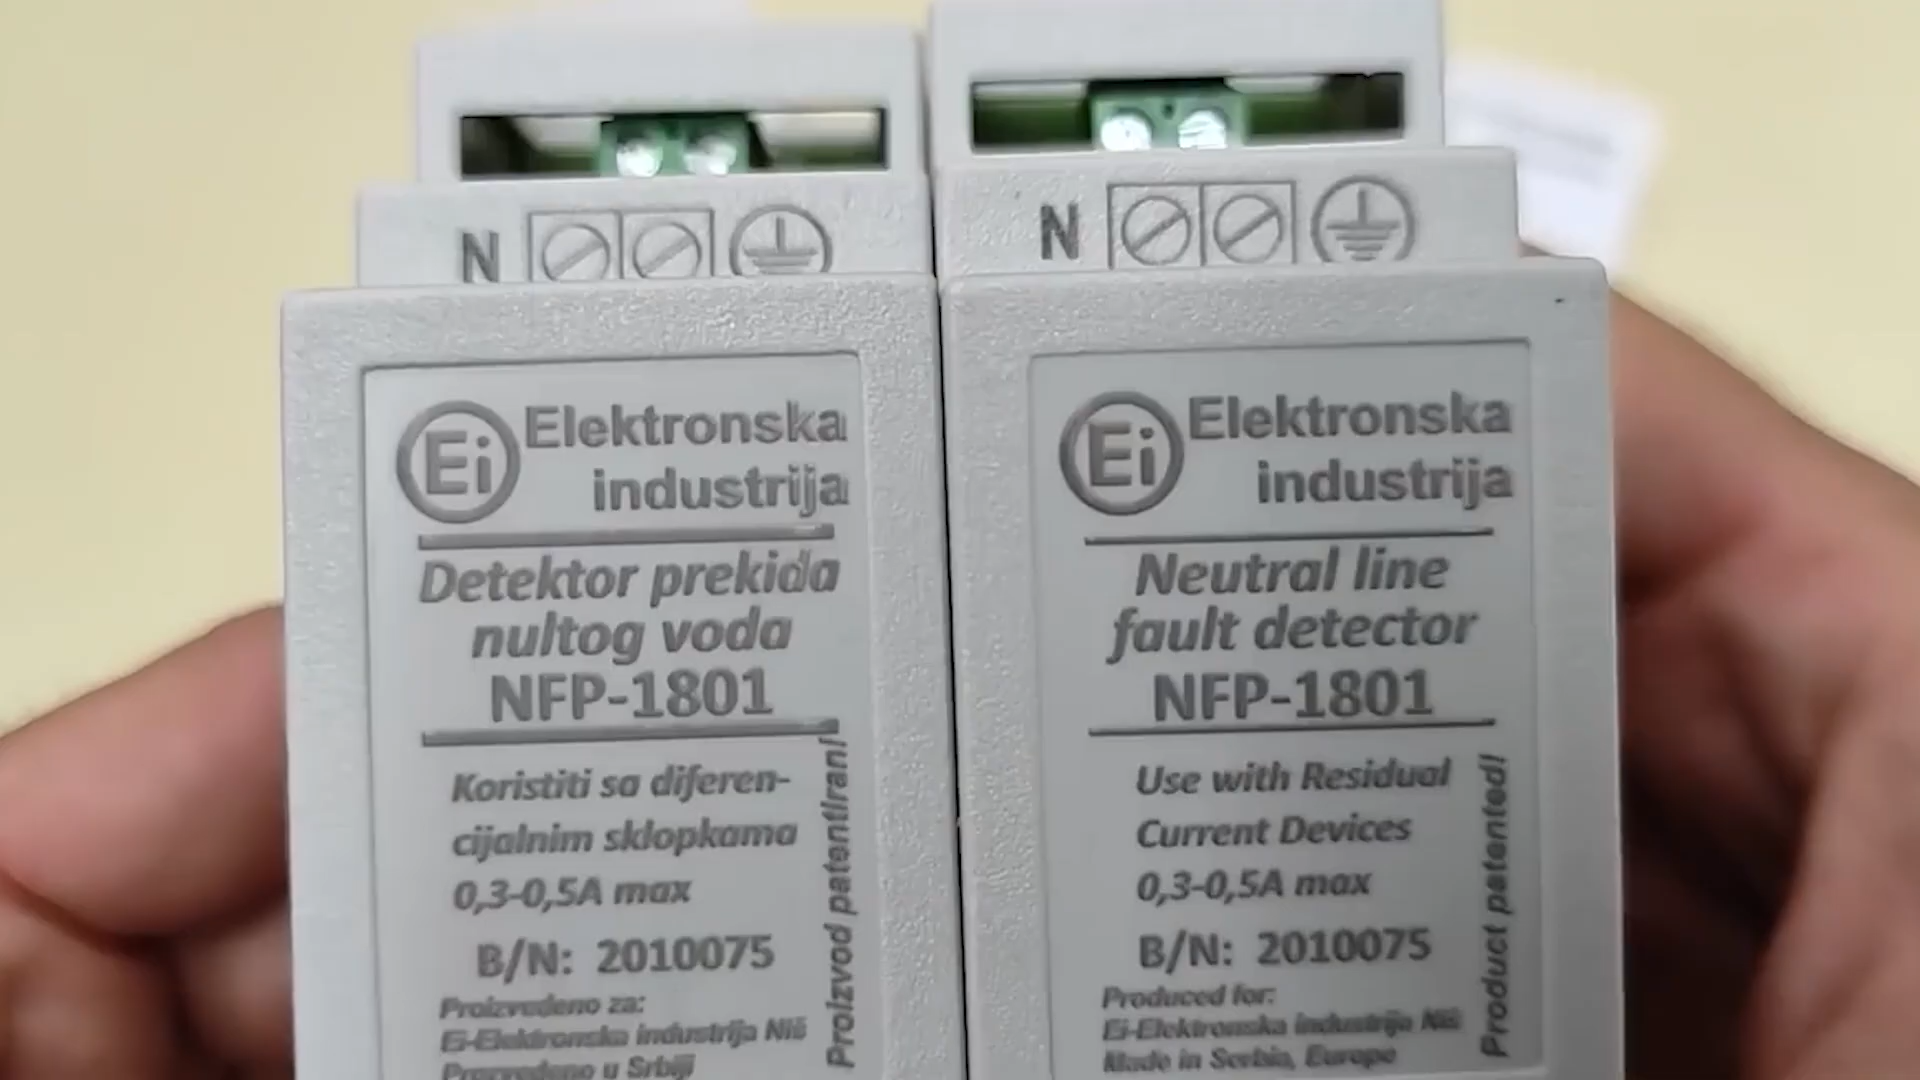 N
Ei Elektronska
industrija
Detektor prekida
nultog voda
NFP-1801
Koristiti sa diferen-
cijalnim sklopkama
0,3-0,5A max
B/N: 2010075
Proizvedeno za:
Ei-Elektronska industrija Niš
Proizvedeno u Srbiji
Proizvod patentiran!
N
Ei Elektronska
industrija
Neutral line
fault detector
NFP-1801
Use with Residual
Current Devices
0,3-0,5A max
B/N: 2010075
Produced for:
Ei-Elektronska industrija Niš
Made in Serbia, Europe
Product patented!